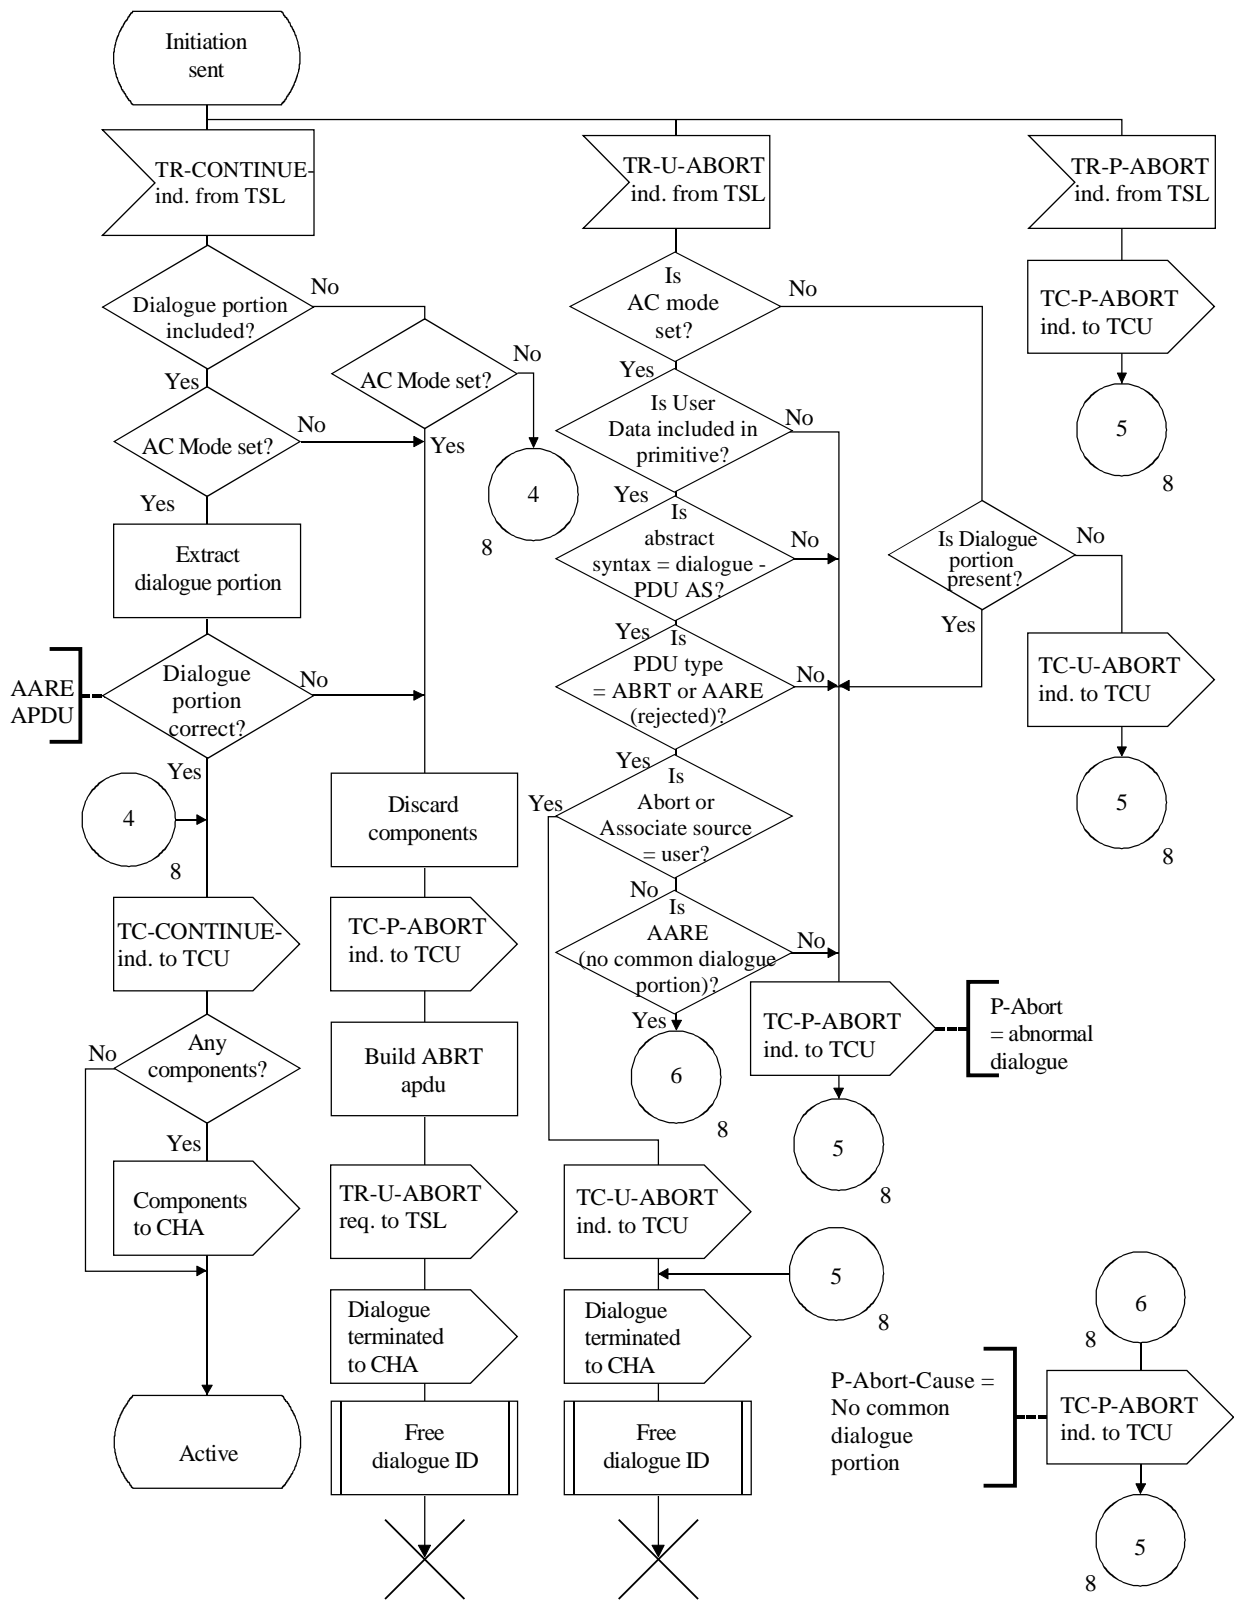 Initiation
sent
TR-CONTINUE-
ind. from TSL
TR-U-ABORT
ind. from TSL
TR-P-ABORT
ind. from TSL
Dialogue portion
included?
No
Yes
AC Mode set?
No
Yes
AC Mode set?
No
Yes
4
8
Extract
dialogue portion
AARE
APDU
Dialogue
portion
correct?
No
Yes
4
8
TC-CONTINUE-
ind. to TCU
Any
components?
No
Yes
Components
to CHA
Active
Discard
components
TC-P-ABORT
ind. to TCU
Build ABRT
apdu
TR-U-ABORT
req. to TSL
Dialogue
terminated
to CHA
Free
dialogue ID
Is
AC mode
set?
No
Yes
Is User
Data included in
primitive?
No
Yes
Is
abstract
syntax = dialogue -
PDU AS?
No
Yes
Is
PDU type
= ABRT or AARE
(rejected)?
No
Yes
Is
Abort or
Associate source
= user?
Yes
No
Is
AARE
(no common dialogue
portion)?
No
Yes
6
8
TC-P-ABORT
ind. to TCU
P-Abort
= abnormal
dialogue
5
8
TC-U-ABORT
ind. to TCU
5
8
Dialogue
terminated
to CHA
Free
dialogue ID
TC-P-ABORT
ind. to TCU
5
8
Is Dialogue
portion
present?
No
Yes
TC-U-ABORT
ind. to TCU
5
8
6
8
P-Abort-Cause =
No common
dialogue
portion
TC-P-ABORT
ind. to TCU
5
8